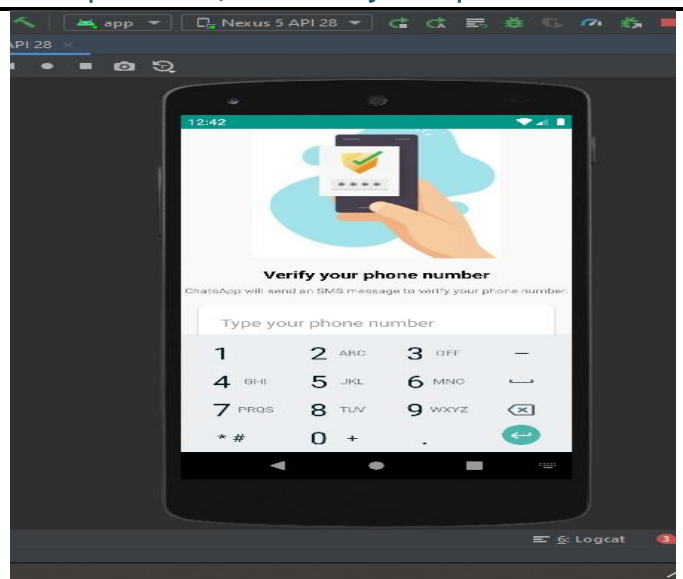 app
Nexus 5 API 28
API 28
12:42
****
Verify your phone number
ChatsApp will send an SMS message to verify your phone number.
Type your phone number
1
2 ABC
3 DEF
4 GHI
5 JKL
6 MNO
7 PRQS
8 TUV
9 WXYZ
* #
0 +
.
6: Logcat
3